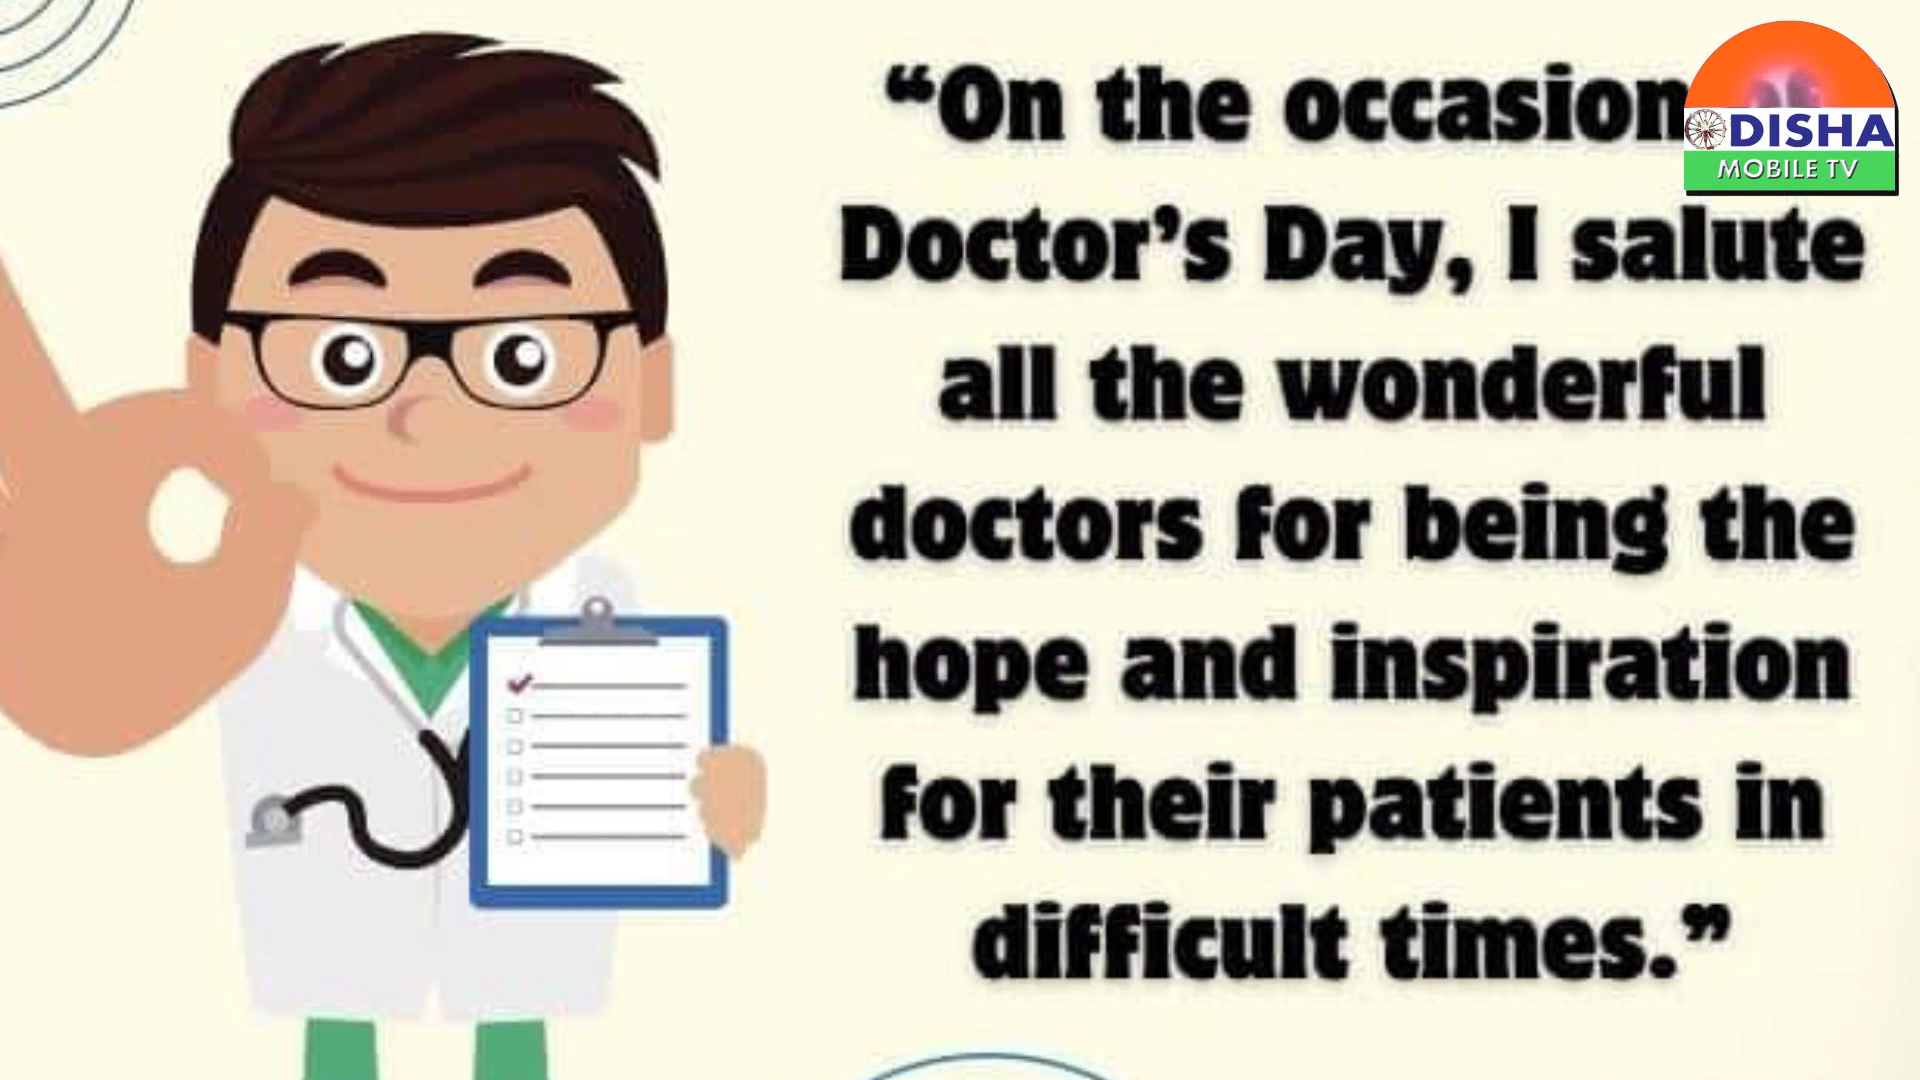 “On the occasion
Doctor’s Day, I salute
all the wonderful
doctors for being the
hope and inspiration
for their patients in
difficult times.”
ODISHA
MOBILE TV